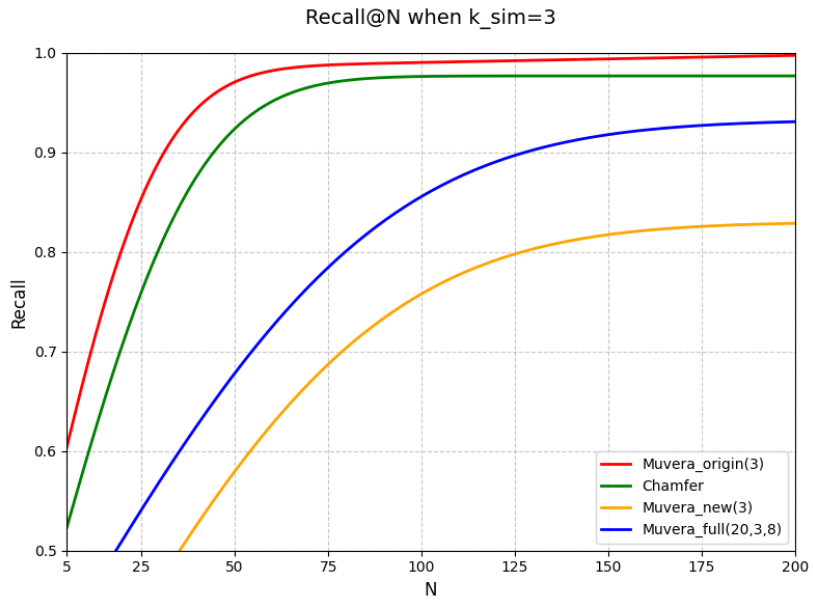 Recall@N when k_sim=3
Recall
1.0
0.9
0.8
0.7
0.6
0.5
Muvera_origin(3)
Chamfer
Muvera_new(3)
Muvera_full(20,3,8)
5 25 50 75 100 125 150 175 200
N